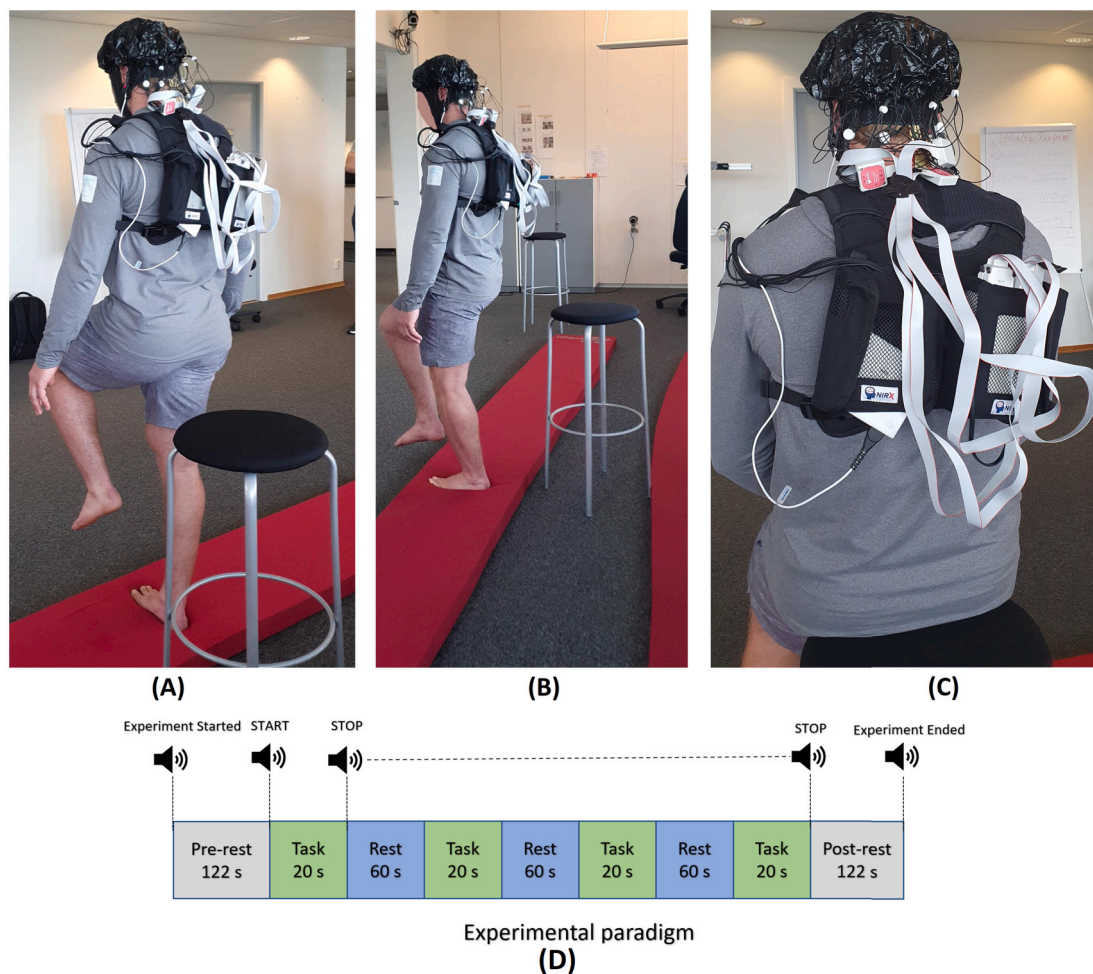 NIRX
NIRX
(A)
(B)
(C)
Experiment Started
START
STOP
STOP
Experiment Ended
Pre-rest
122 s
Task
20 s
Rest
60 s
Task
20 s
Rest
60 s
Task
20 s
Rest
60 s
Task
20 s
Post-rest
122 s
Experimental paradigm
(D)